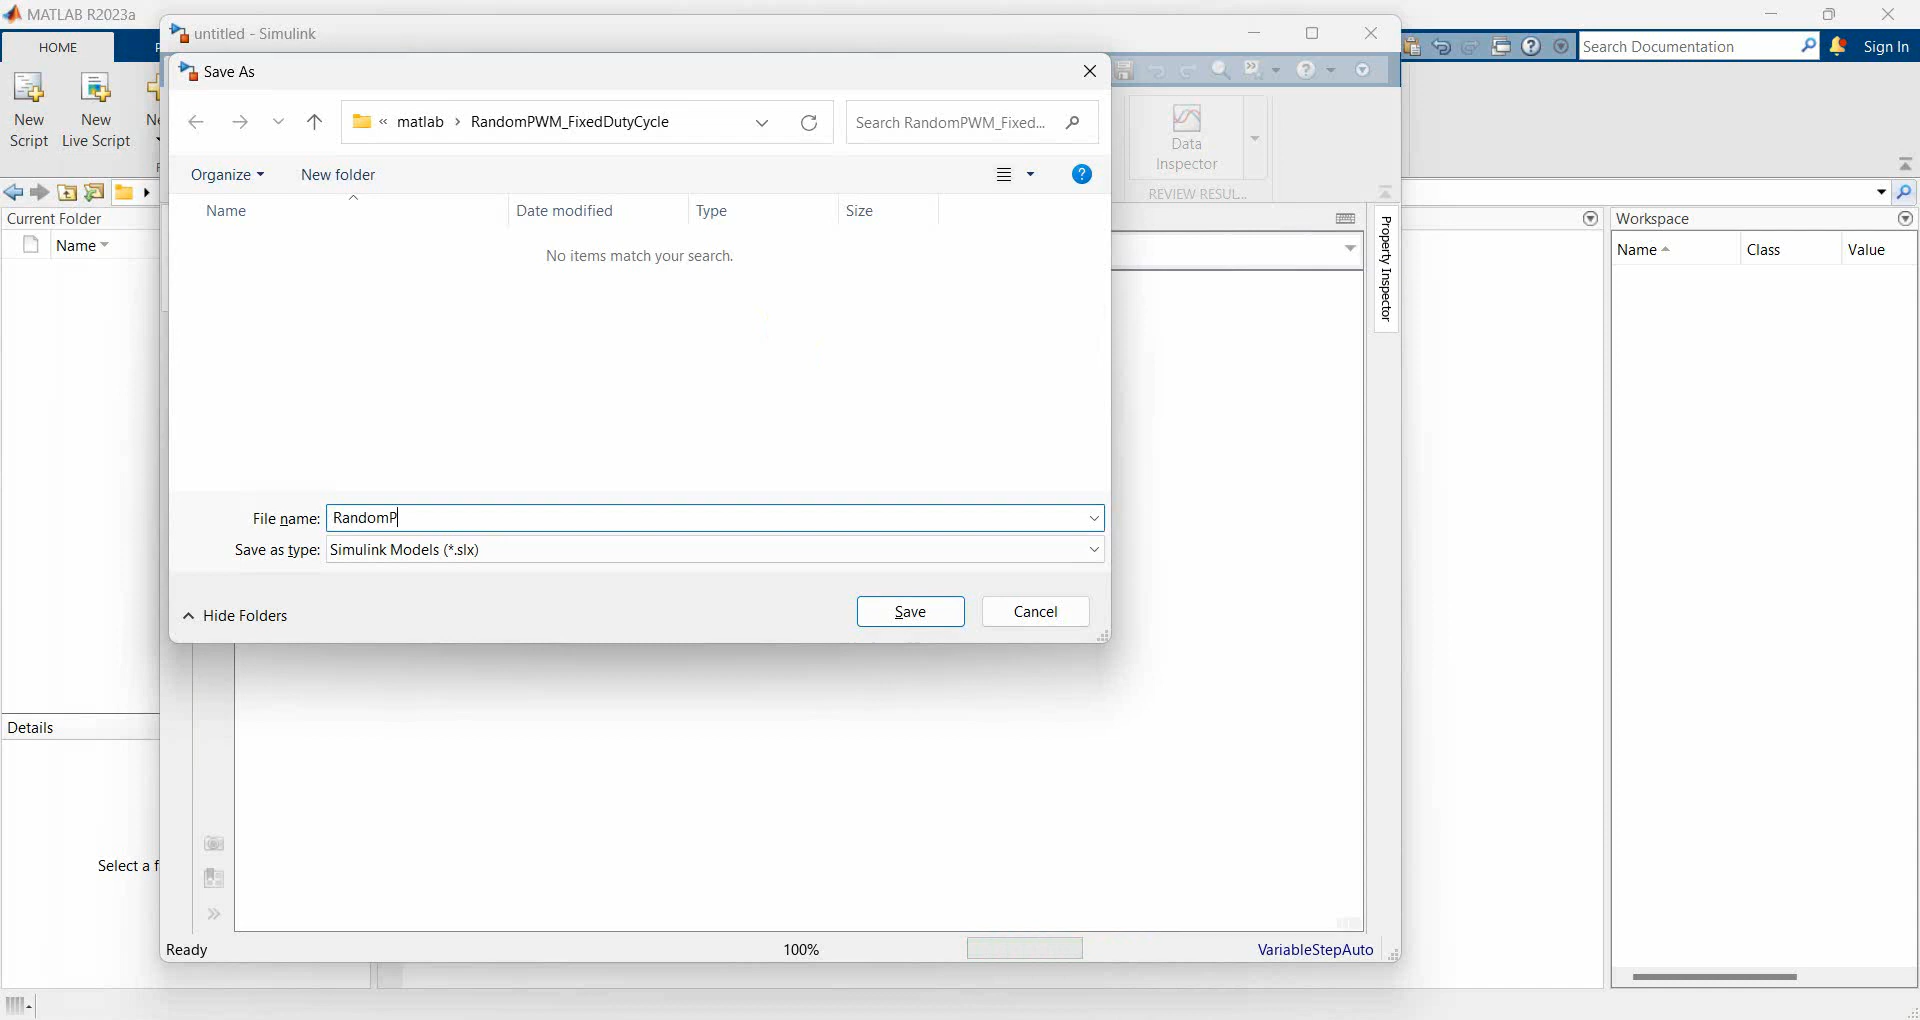 MATLAB R2023a
untitled - Simulink
HOME
P
Search Documentation
Sign In
Save As
New
Script
New
Live Script
N
« matlab › RandomPWM_FixedDutyCycle
Search RandomPWM_Fixed...
Data
Inspector
REVIEW RESUL...
Organize
New folder
Current Folder
Name
Name
Date modified
Type
Size
No items match your search.
Property Inspector
Workspace
Name
Class
Value
File name: RandomP
Save as type: Simulink Models (*.slx)
Hide Folders
Save
Cancel
Details
Select a f
Ready
100%
VariableStepAuto